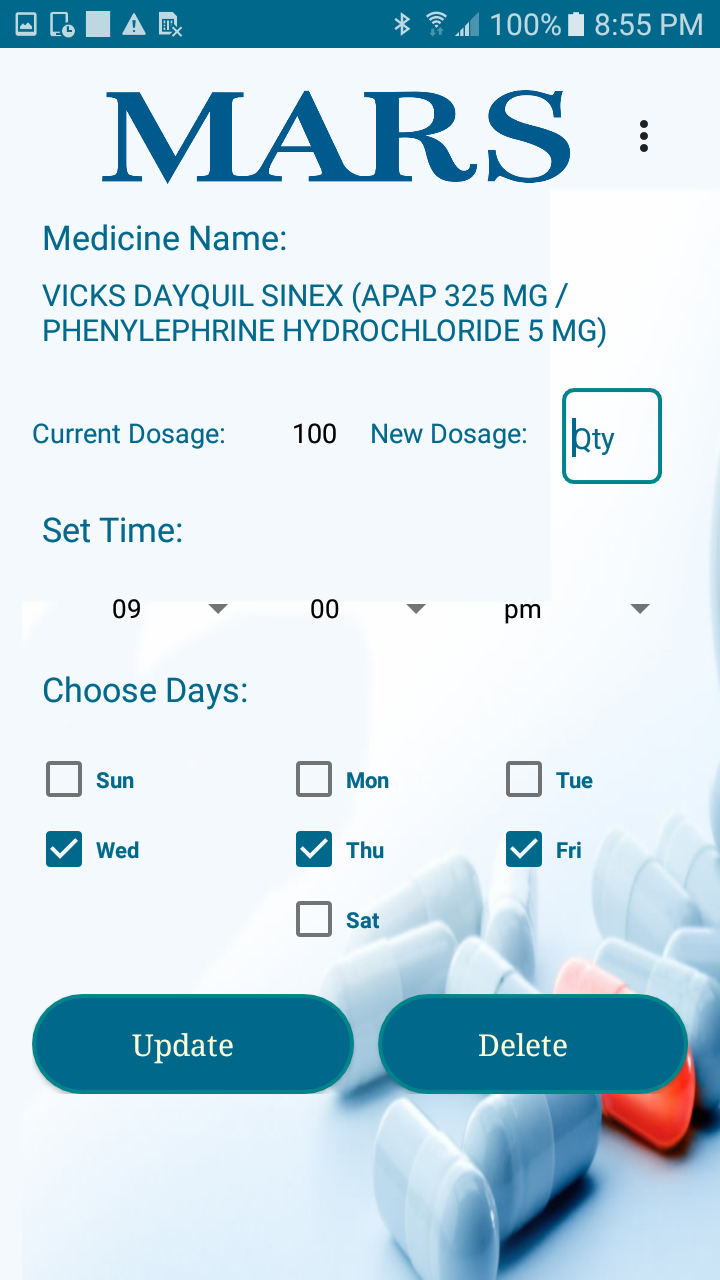 100% 8:55 PM
MARS
Medicine Name:
VICKS DAYQUIL SINEX (APAP 325 MG /
PHENYLEPHRINE HYDROCHLORIDE 5 MG)
Current Dosage: 100 New Dosage: Qty
Set Time:
09 00 pm
Choose Days:
Sun Mon Tue
Wed Thu Fri
Sat
Update Delete